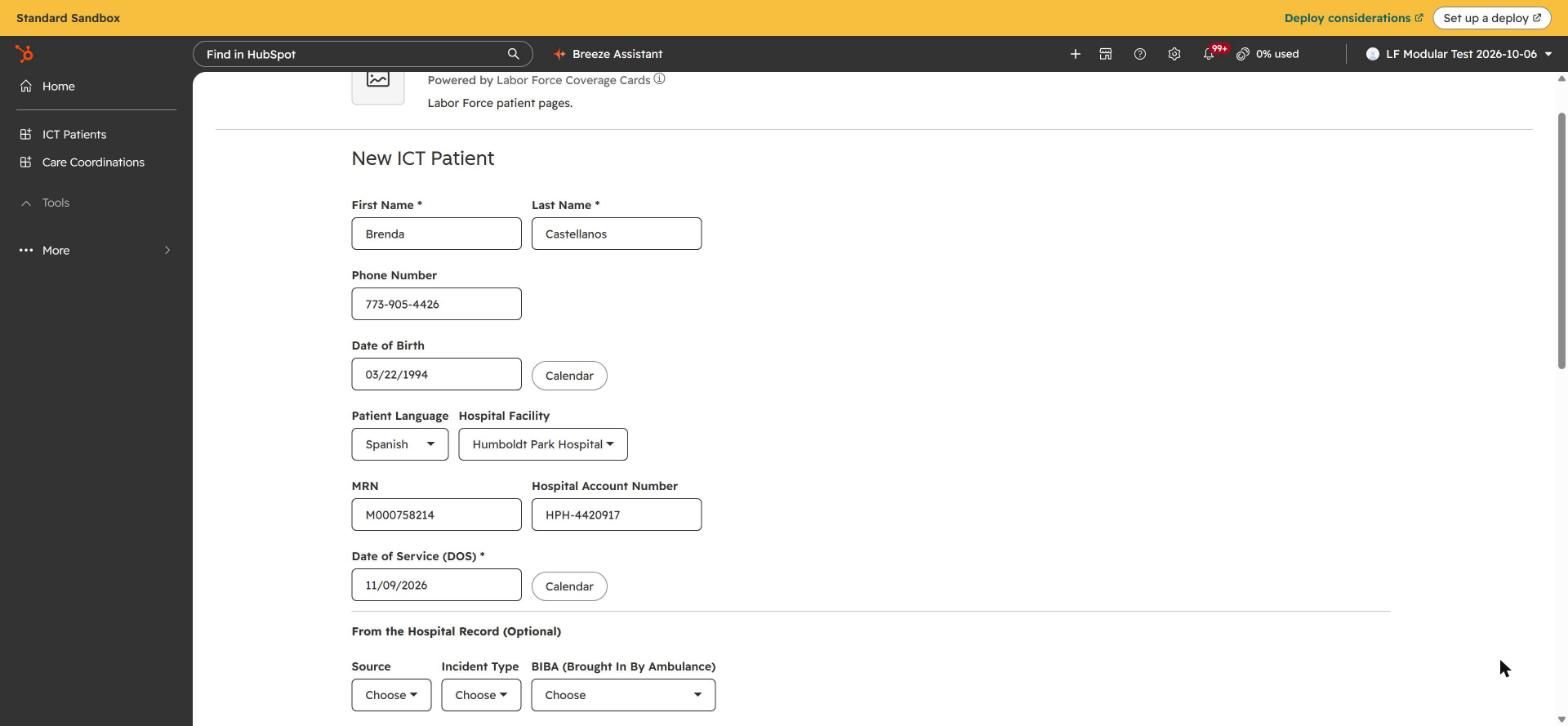 Standard Sandbox
Deploy considerations
Set up a deploy
Find in HubSpot
Breeze Assistant
99+
0% used
LF Modular Test 2026-10-06
Home
ICT Patients
Care Coordinations
Tools
More
Powered by Labor Force Coverage Cards
Labor Force patient pages.
New ICT Patient
First Name * Last Name *
Brenda Castellanos
Phone Number
773-905-4426
Date of Birth
03/22/1994 Calendar
Patient Language Hospital Facility
Spanish Humboldt Park Hospital
MRN Hospital Account Number
M000758214 HPH-4420917
Date of Service (DOS) *
11/09/2026 Calendar
From the Hospital Record (Optional)
Source Incident Type BIBA (Brought In By Ambulance)
Choose Choose Choose